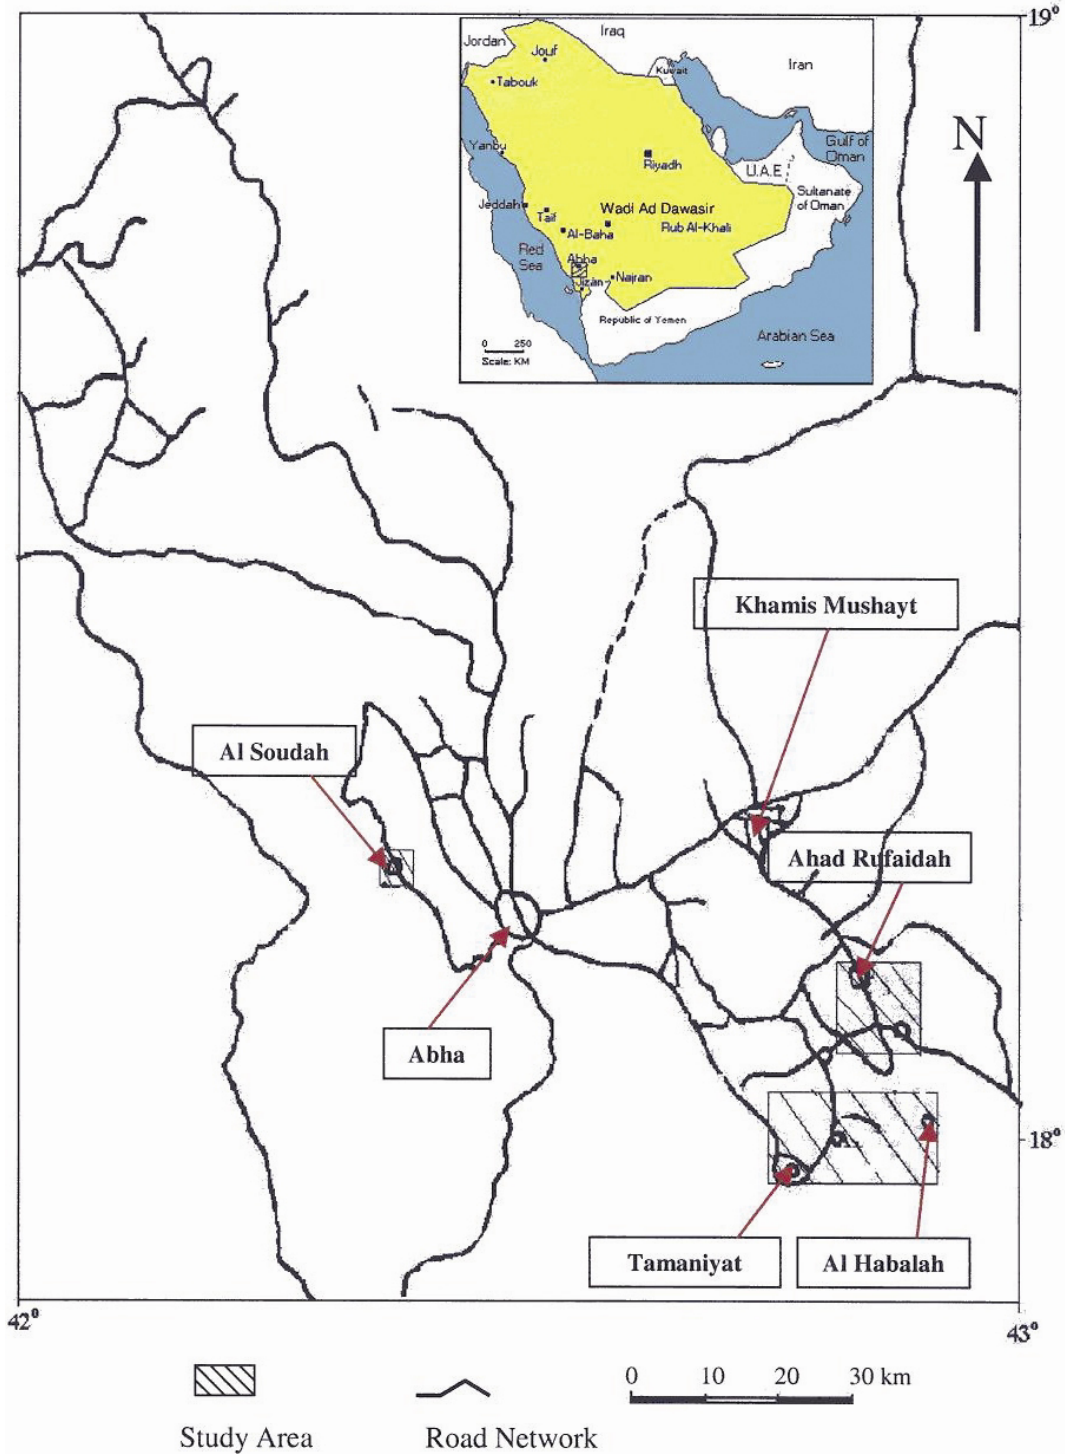 19°
Jordan
Iraq
Jouf
Iran
Kuwait
Tabouk
Gulf of
Oman
Yanbu
Riyadh
U.A.E
Sultanate
of Oman
Jeddah
Taif
Wadi Ad Dawasir
Al-Baha
Rub Al-Khali
Red
Sea
Abha
Najran
Jizan
Republic of Yemen
Arabian Sea
0 250
Scale: KM
N
Khamis Mushayt
Al Soudah
Ahad Rufaidah
Abha
18°
Tamaniyat
Al Habalah
42°
43°
0 10 20 30 km
Study Area
Road Network